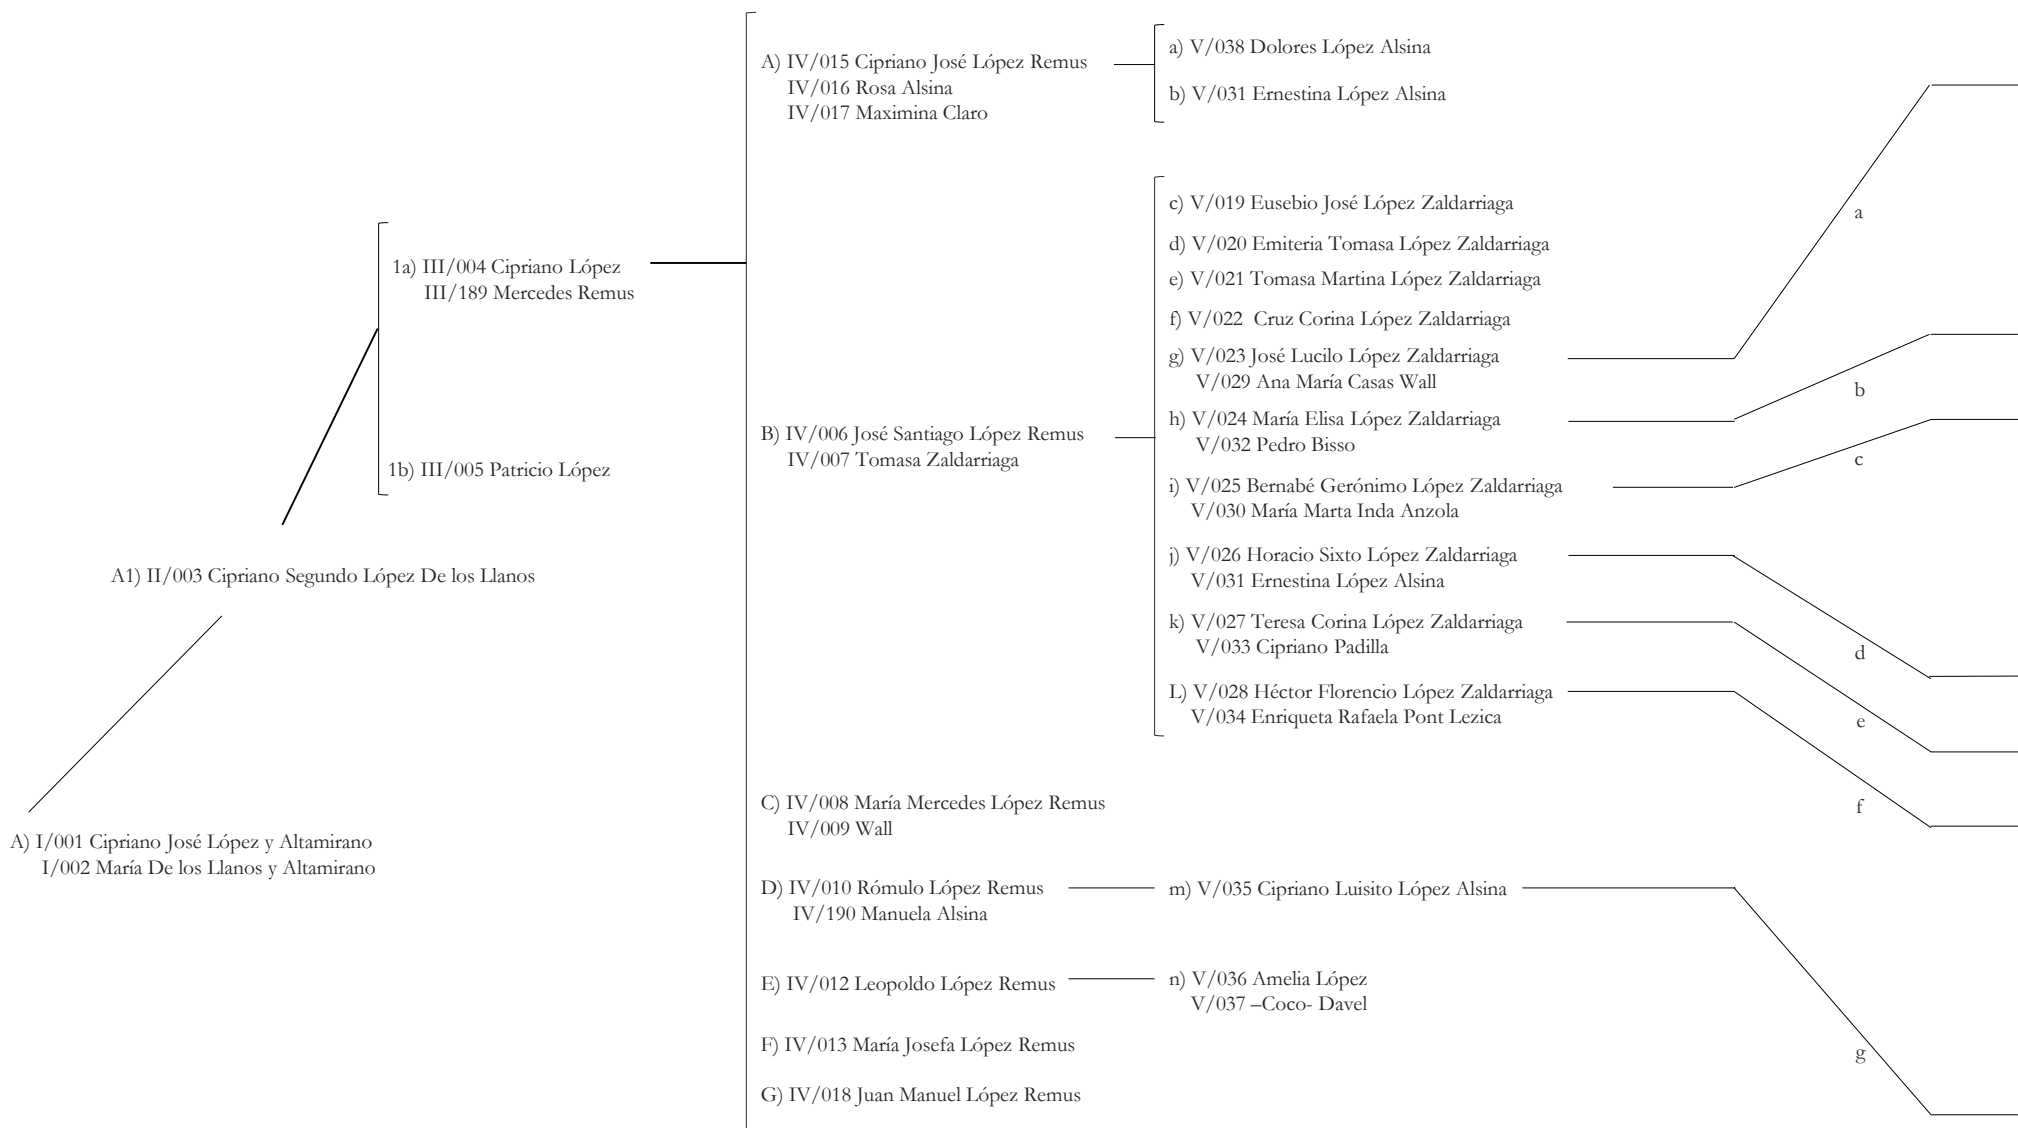 A) I/001 Cipriano José López y Altamirano
I/002 María De los Llanos y Altamirano
A1) II/003 Cipriano Segundo López De los Llanos
1a) III/004 Cipriano López
III/189 Mercedes Remus
1b) III/005 Patricio López
A) IV/015 Cipriano José López Remus
IV/016 Rosa Alsina
IV/017 Maximina Claro
B) IV/006 José Santiago López Remus
IV/007 Tomasa Zaldarriaga
C) IV/008 María Mercedes López Remus
IV/009 Wall
D) IV/010 Rómulo López Remus
IV/190 Manuela Alsina
E) IV/012 Leopoldo López Remus
F) IV/013 María Josefa López Remus
G) IV/018 Juan Manuel López Remus
a) V/038 Dolores López Alsina
b) V/031 Ernestina López Alsina
c) V/019 Eusebio José López Zaldarriaga
d) V/020 Emiteria Tomasa López Zaldarriaga
e) V/021 Tomasa Martina López Zaldarriaga
f) V/022 Cruz Corina López Zaldarriaga
g) V/023 José Lucilo López Zaldarriaga
V/029 Ana María Casas Wall
h) V/024 María Elisa López Zaldarriaga
V/032 Pedro Bisso
i) V/025 Bernabé Gerónimo López Zaldarriaga
V/030 María Marta Inda Anzola
j) V/026 Horacio Sixto López Zaldarriaga
V/031 Ernestina López Alsina
k) V/027 Teresa Corina López Zaldarriaga
V/033 Cipriano Padilla
L) V/028 Héctor Florencio López Zaldarriaga
V/034 Enriqueta Rafaela Pont Lezica
m) V/035 Cipriano Luisito López Alsina
n) V/036 Amelia López
V/037 –Coco- Davel
a
b
c
d
e
f
g